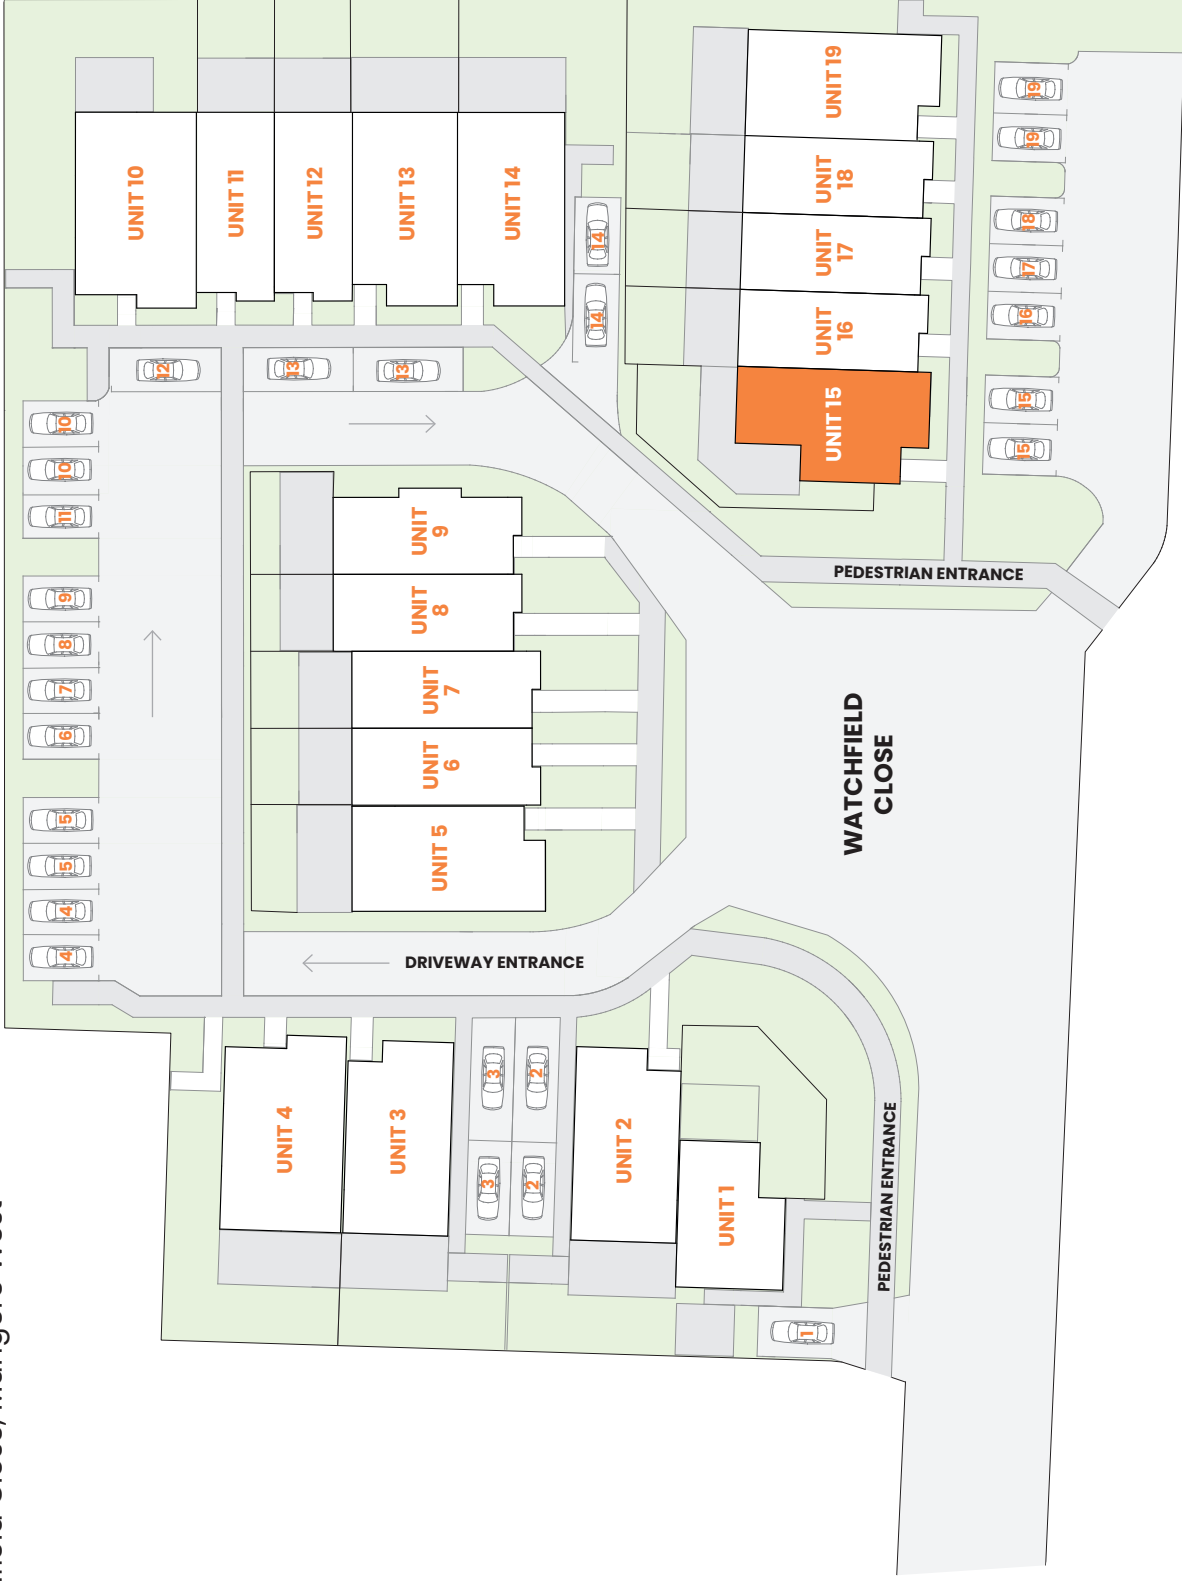 UNIT 10
UNIT 11
UNIT 12
UNIT 13
UNIT 14
UNIT 19
UNIT
18
UNIT
17
UNIT
16
UNIT 15
19
19
18
17
16
15
15
14
14
12
13
13
10
10
11
9
8
7
6
5
5
4
4
UNIT
9
UNIT
8
UNIT
7
UNIT
6
UNIT 5
PEDESTRIAN ENTRANCE
WATCHFIELD
CLOSE
DRIVEWAY ENTRANCE
UNIT 4
UNIT 3
3
2
3
2
UNIT 2
UNIT 1
1
PEDESTRIAN ENTRANCE